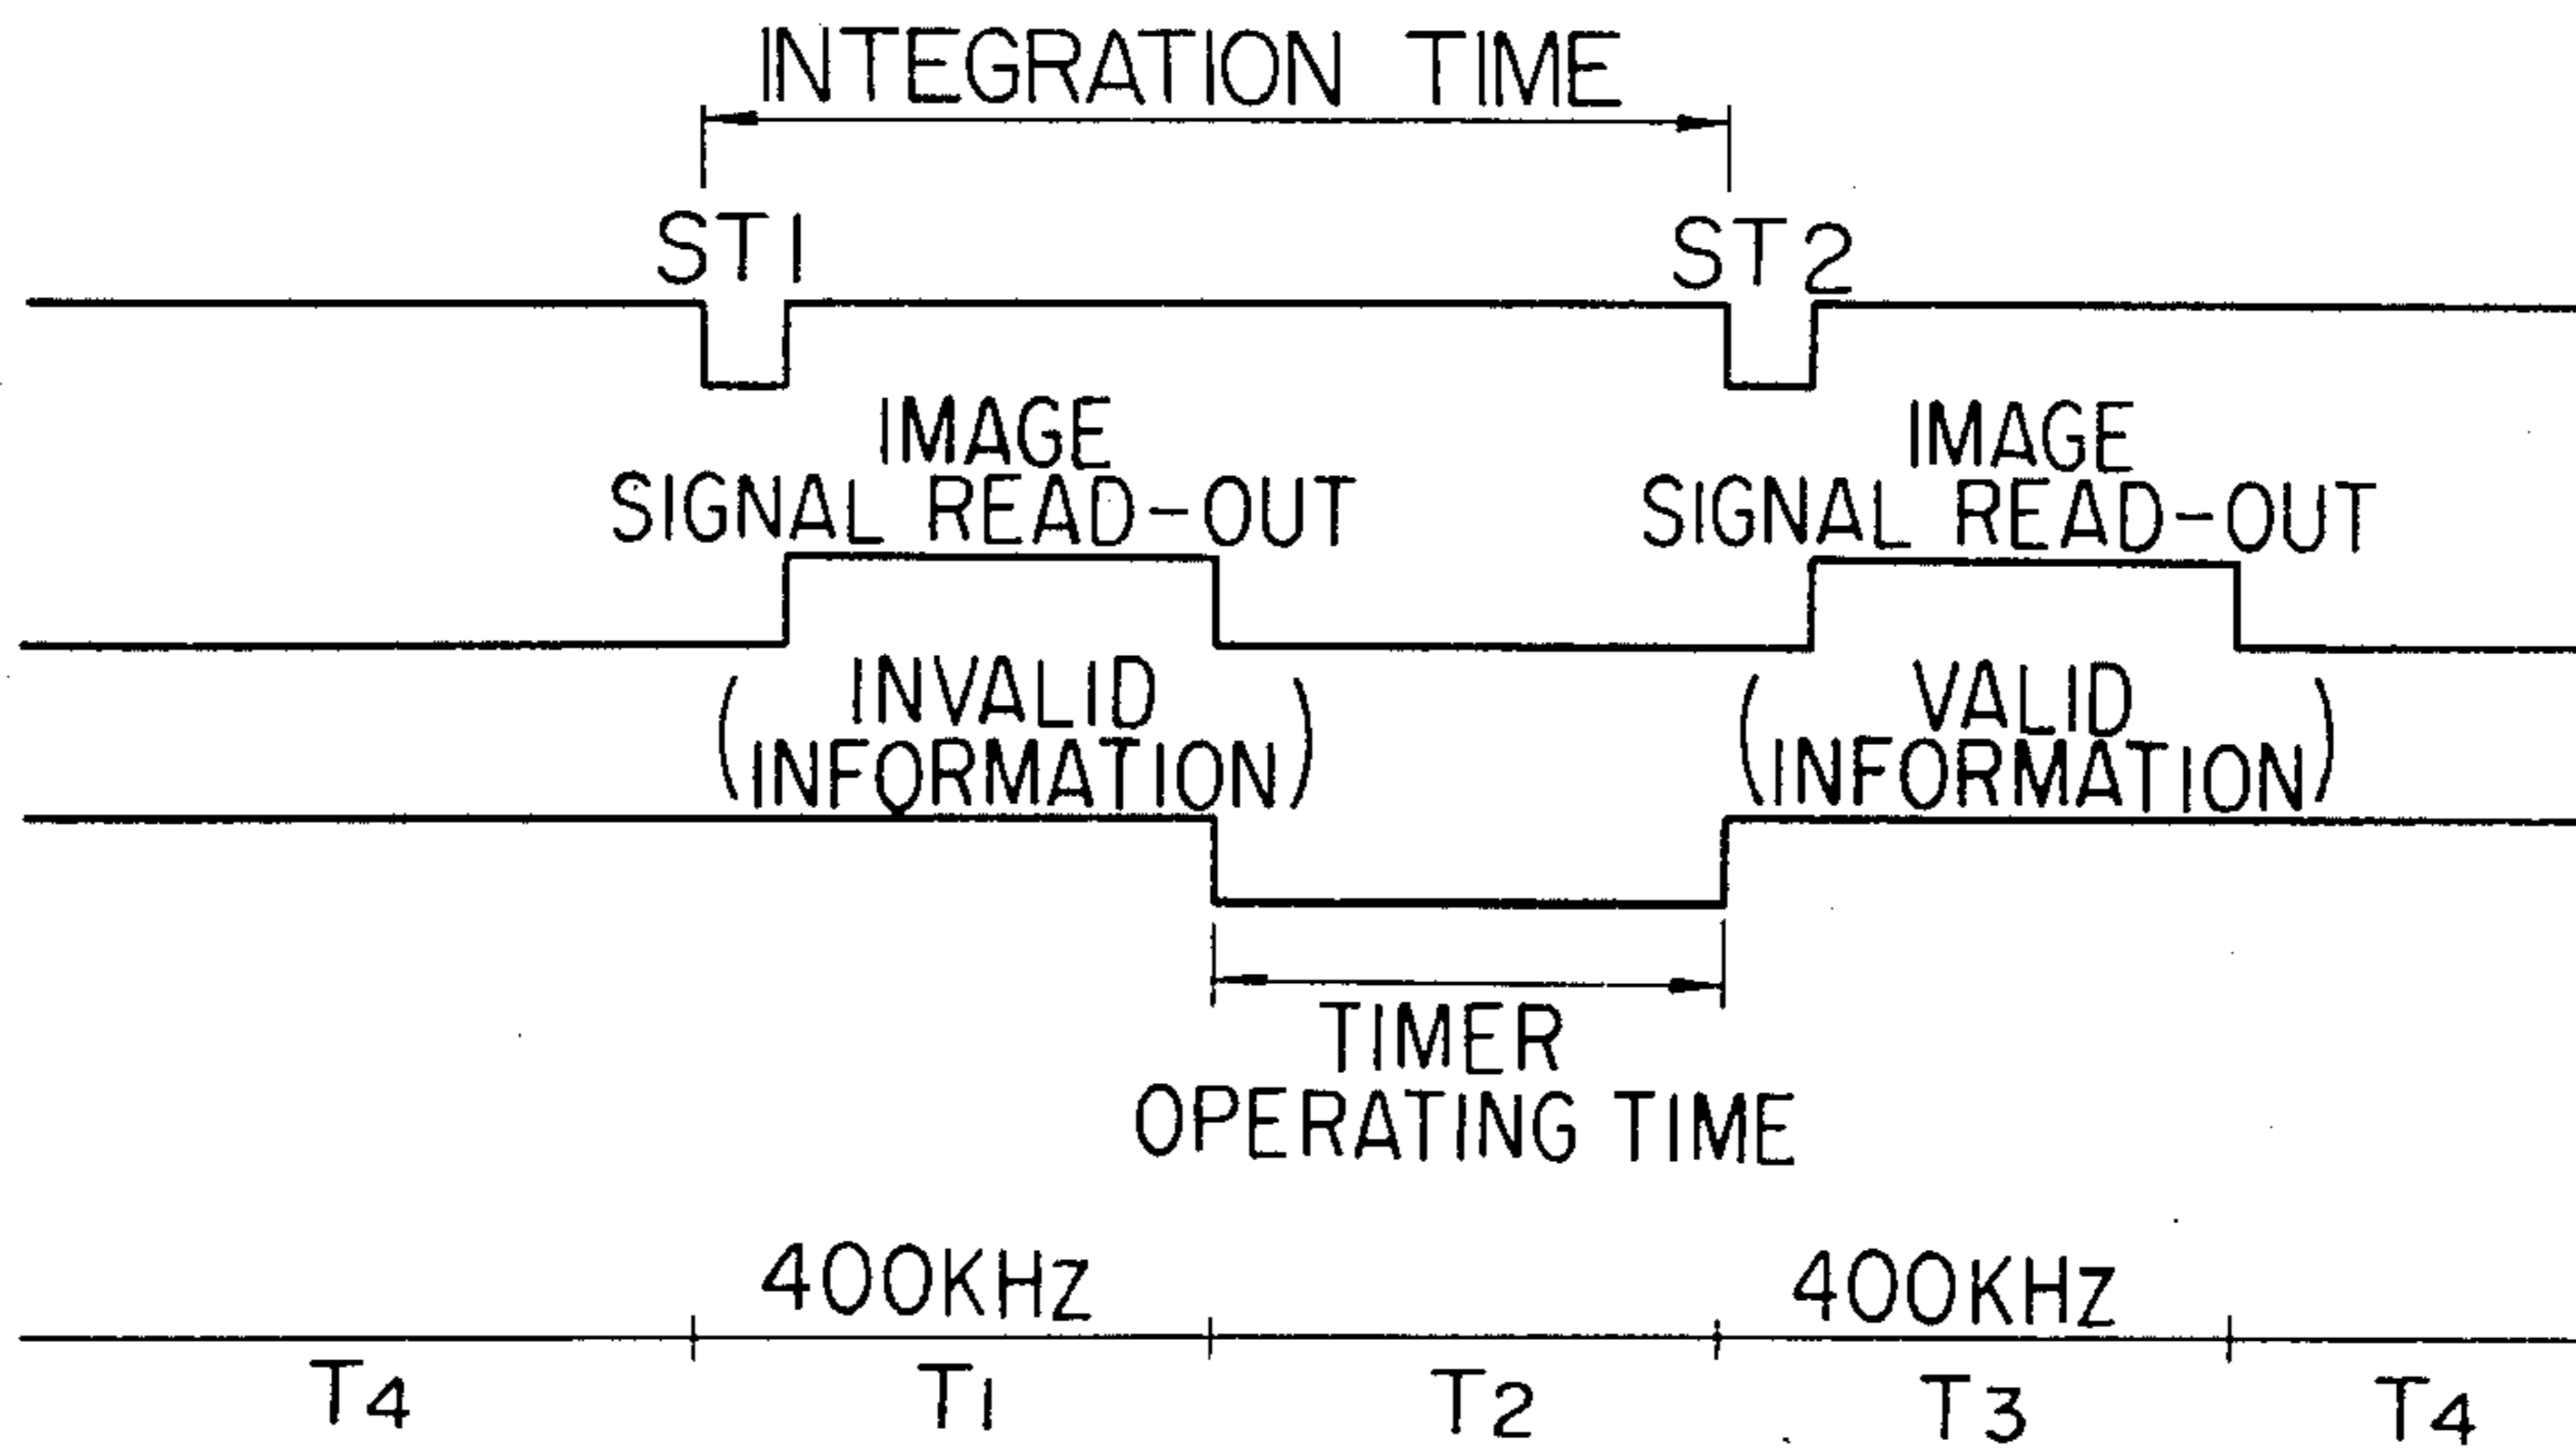 INTEGRATION TIME
ST1
ST2
IMAGE
SIGNAL READ-OUT
IMAGE
SIGNAL READ-OUT
(INVALID
INFORMATION)
(VALID
INFORMATION)
TIMER
OPERATING TIME
400KHZ
400KHZ
T4
T1
T2
T3
T4